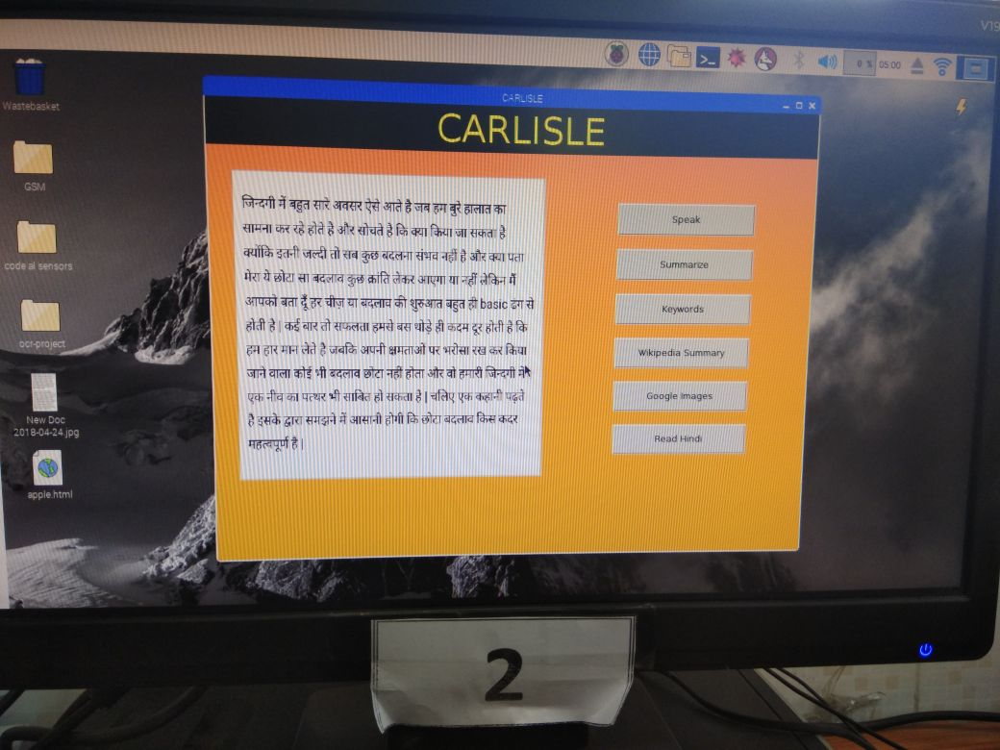 V19
0 %
05:00
Wastebasket
GSM
code al sensors
ocr-project
New Doc
2018-04-24.jpg
apple.html
CARLISLE
CARLISLE
जिन्दगी में बहुत सारे अवसर ऐसे आते है जब हम बुरे हालात का
सामना कर रहे होते है और सोचते है कि क्या किया जा सकता है
क्योंकि इतनी जल्दी तो सब कुछ बदलना संभव नहीं है और क्या पता
मेरा ये छोटा सा बदलाव कुछ क्रांति लेकर आएगा या नहीं लेकिन मैं
आपको बता दूँ हर चीज़ या बदलाव की शुरुआत बहुत ही basic ढंग से
होती है | कई बार तो सफलता हमसे बस थोड़े ही कदम दूर होती है कि
हम हार मान लेते है जबकि अपनी क्षमताओं पर भरोसा रख कर किया
जाने वाला कोई भी बदलाव छोटा नहीं होता और वो हमारी जिन्दगी में
एक नीव का पत्थर भी साबित हो सकता है | चलिए एक कहानी पढ़ते
है इसके द्वारा समझने में आसानी होगी कि छोटा बदलाव किस कदर
महत्वपूर्ण है |
Speak
Summarize
Keywords
Wikipedia Summary
Google Images
Read Hindi
2